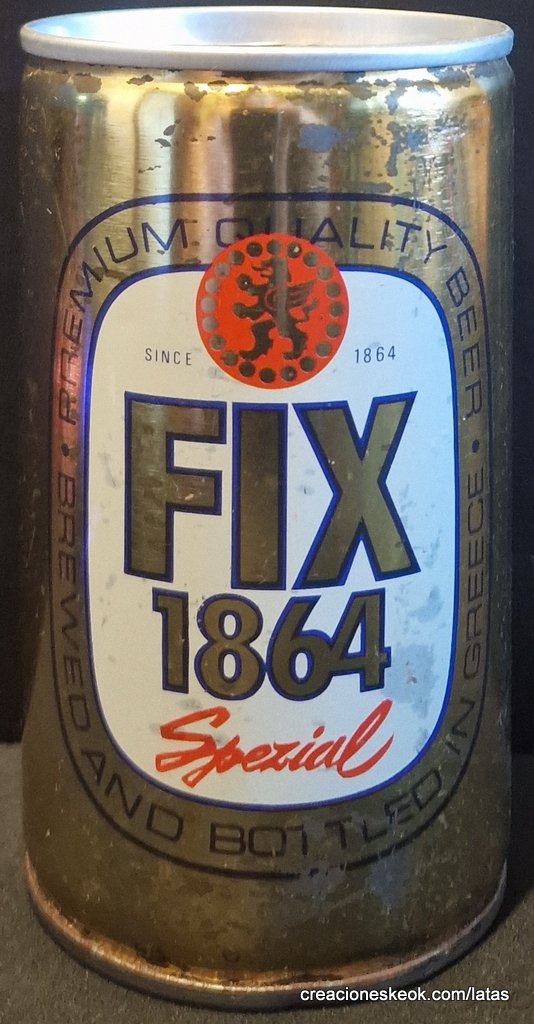 PREMIUM QUALITY BEER • BREWED AND BOTTLED IN GREECE •
SINCE 1864
FIX
1864
Spezial
creacioneskeok.com/latas